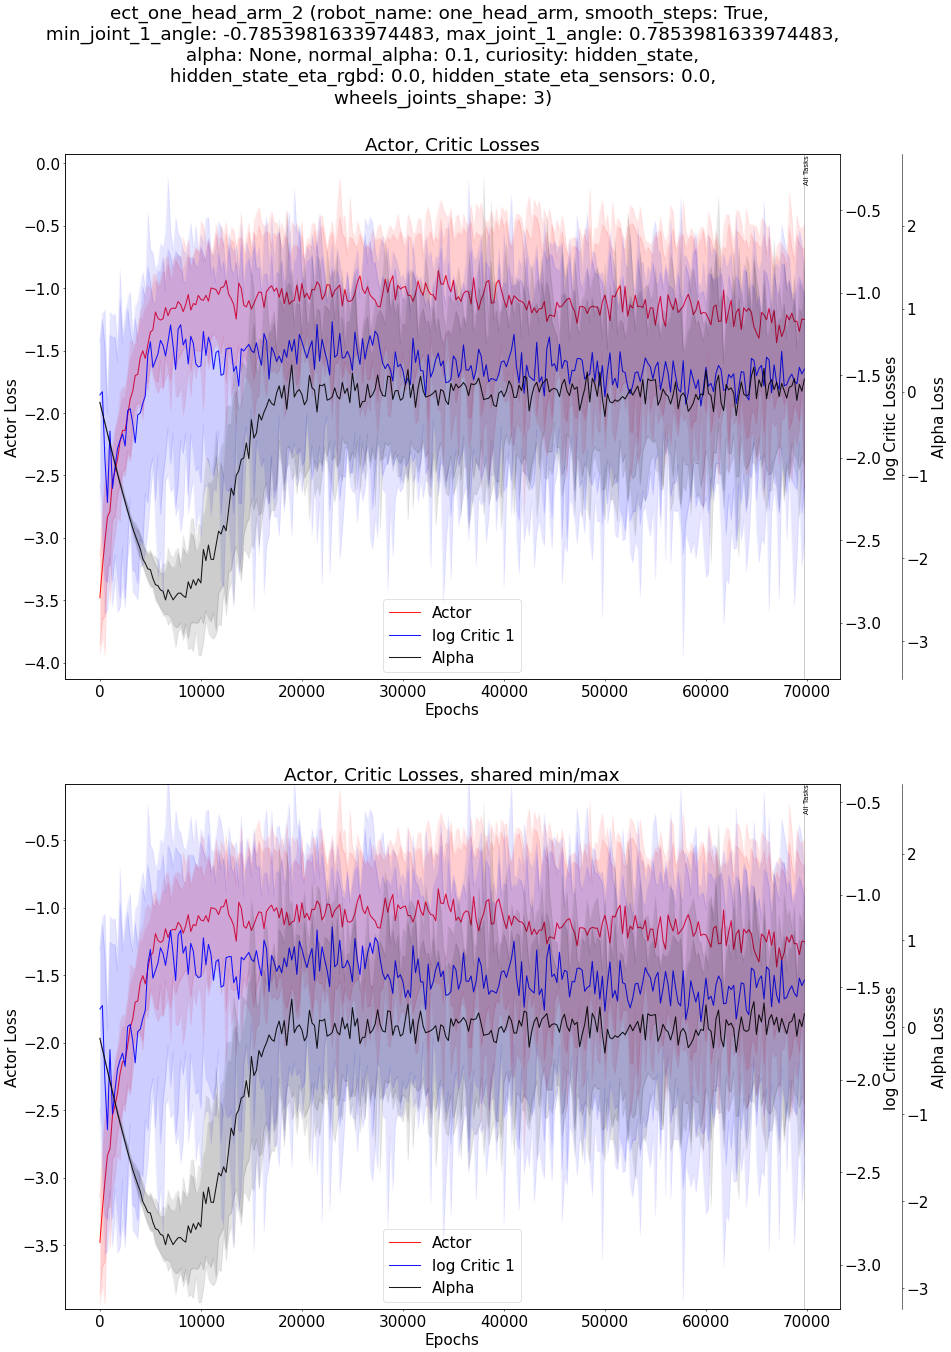 ect_one_head_arm_2 (robot_name: one_head_arm, smooth_steps: True,
min_joint_1_angle: -0.7853981633974483, max_joint_1_angle: 0.7853981633974483,
alpha: None, normal_alpha: 0.1, curiosity: hidden_state,
hidden_state_eta_rgbd: 0.0, hidden_state_eta_sensors: 0.0,
wheels_joints_shape: 3)
Actor, Critic Losses
All Tasks
0.0
−0.5
−1.0
−1.5
−2.0
−2.5
−3.0
−3.5
−4.0
Actor Loss
−0.5
−1.0
−1.5
−2.0
−2.5
−3.0
log Critic Losses
2
1
0
−1
−2
−3
Alpha Loss
Actor
log Critic 1
Alpha
0 10000 20000 30000 40000 50000 60000 70000
Epochs
Actor, Critic Losses, shared min/max
All Tasks
−0.5
−1.0
−1.5
−2.0
−2.5
−3.0
−3.5
Actor Loss
−0.5
−1.0
−1.5
−2.0
−2.5
−3.0
log Critic Losses
2
1
0
−1
−2
−3
Alpha Loss
Actor
log Critic 1
Alpha
0 10000 20000 30000 40000 50000 60000 70000
Epochs